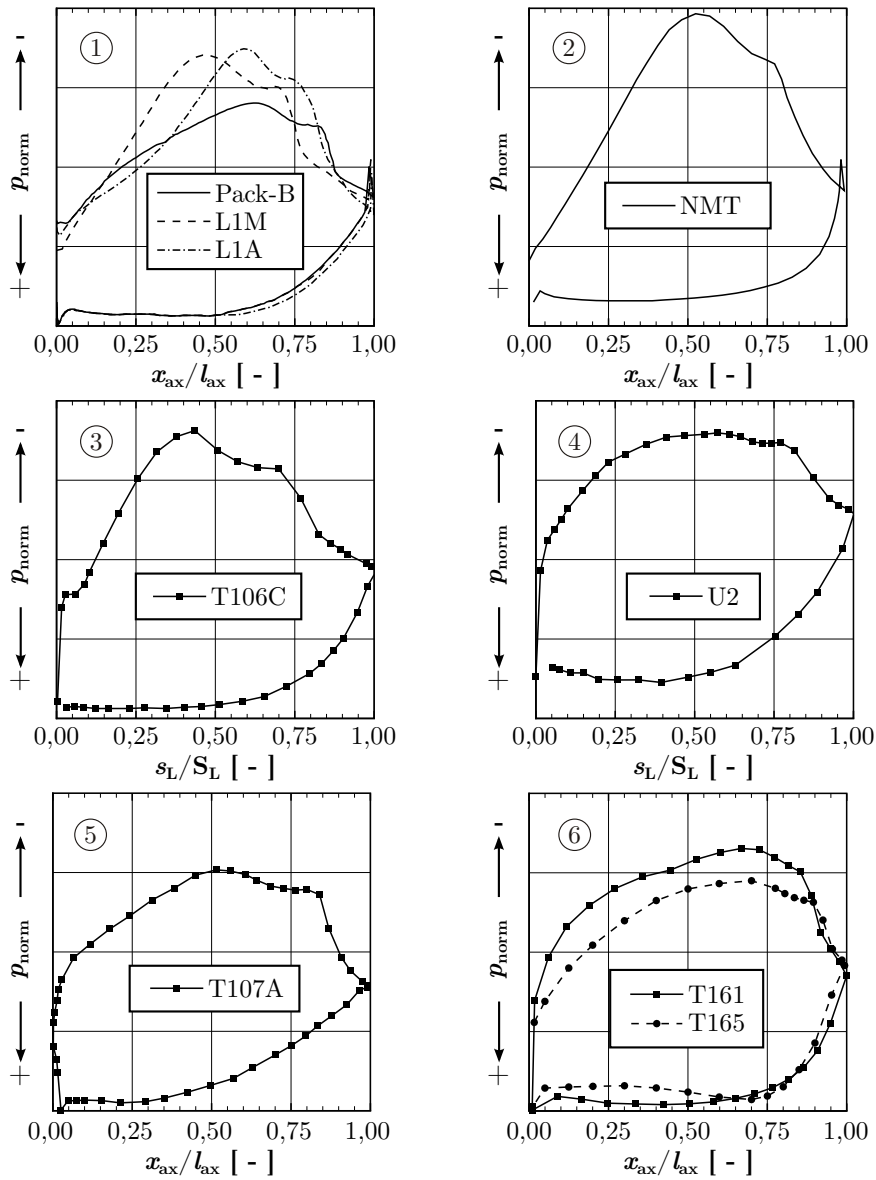 -
1
p_norm
+
Pack-B
L1M
L1A
0,00 0,25 0,50 0,75 1,00
x_ax/l_ax [ - ]
-
2
p_norm
+
NMT
0,00 0,25 0,50 0,75 1,00
x_ax/l_ax [ - ]
-
3
p_norm
+
T106C
0,00 0,25 0,50 0,75 1,00
s_L/S_L [ - ]
-
4
p_norm
+
U2
0,00 0,25 0,50 0,75 1,00
s_L/S_L [ - ]
-
5
p_norm
+
T107A
0,00 0,25 0,50 0,75 1,00
x_ax/l_ax [ - ]
-
6
p_norm
+
T161
T165
0,00 0,25 0,50 0,75 1,00
x_ax/l_ax [ - ]